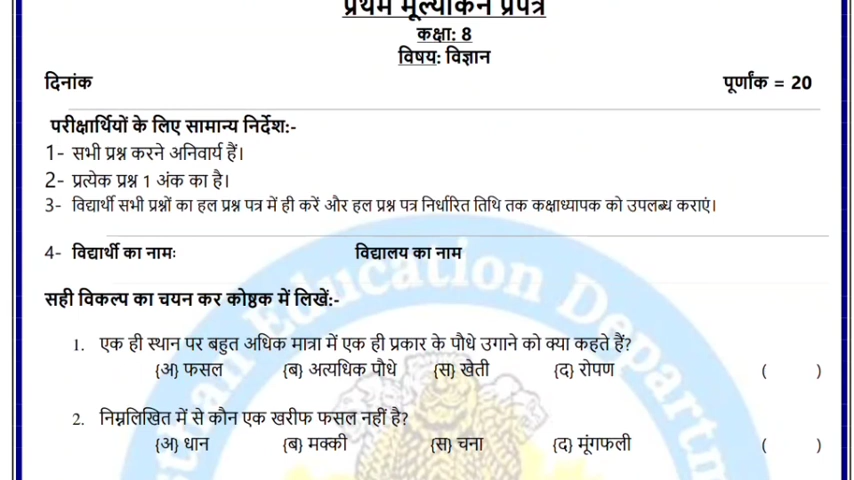 प्रथम मूल्यांकन प्रपत्र
कक्षा: 8
विषय: विज्ञान
दिनांक पूर्णांक = 20
परीक्षार्थियों के लिए सामान्य निर्देश:-
1- सभी प्रश्न करने अनिवार्य हैं।
2- प्रत्येक प्रश्न 1 अंक का है।
3- विद्यार्थी सभी प्रश्नों का हल प्रश्न पत्र में ही करें और हल प्रश्न पत्र निर्धारित तिथि तक कक्षाध्यापक को उपलब्ध कराएं।
4- विद्यार्थी का नामः विद्यालय का नाम
सही विकल्प का चयन कर कोष्ठक में लिखें:-
1. एक ही स्थान पर बहुत अधिक मात्रा में एक ही प्रकार के पौधे उगाने को क्या कहते हैं?
{अ} फसल {ब} अत्यधिक पौधे {स} खेती {द} रोपण ( )
2. निम्नलिखित में से कौन एक खरीफ फसल नहीं है?
{अ} धान {ब} मक्की {स} चना {द} मूंगफली ( )
Education Department